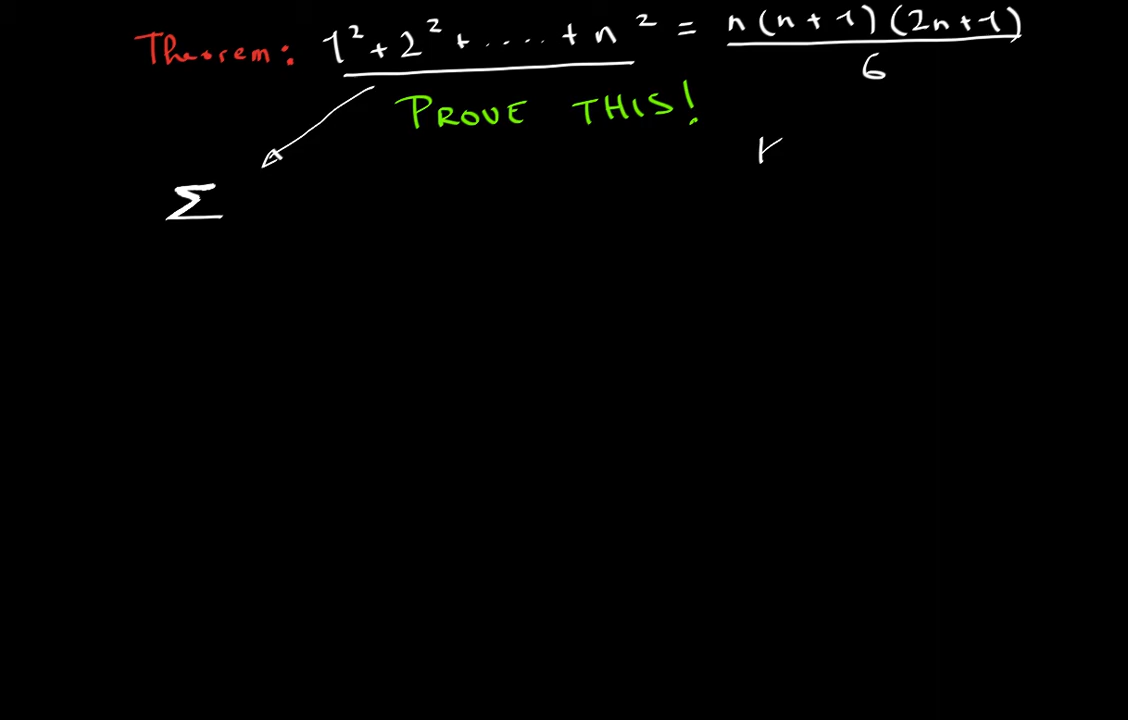 Theorem: 1² + 2² + ..... + n² = n(n+1)(2n+1) / 6
PROVE THIS!
Σ